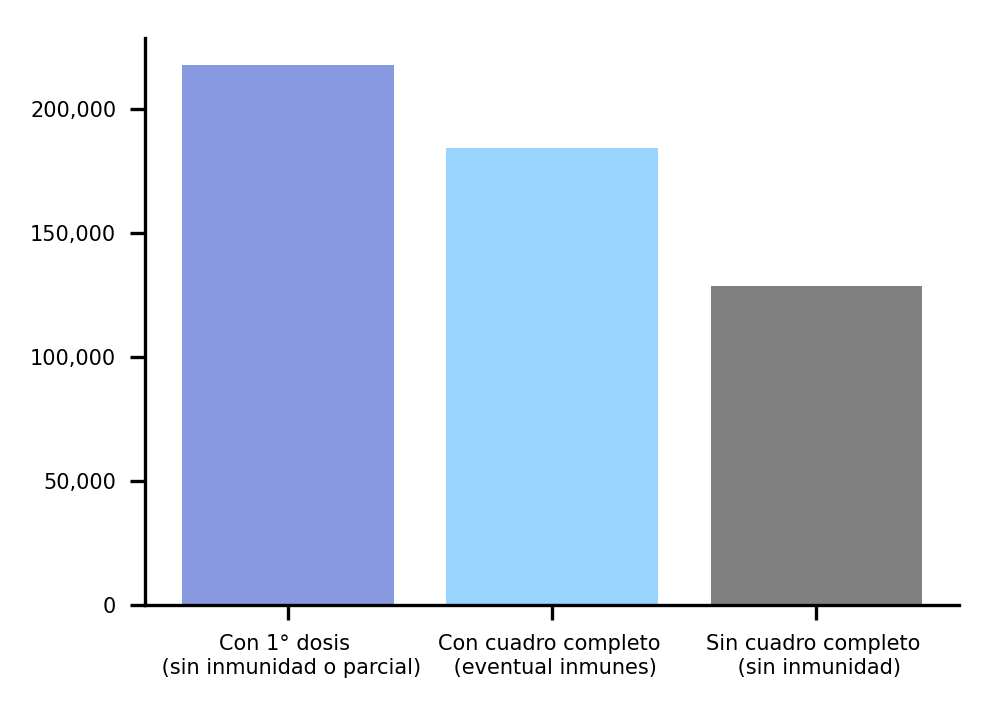 200,000
150,000
100,000
50,000
0
Con 1° dosis
(sin inmunidad o parcial)
Con cuadro completo
(eventual inmunes)
Sin cuadro completo
(sin inmunidad)